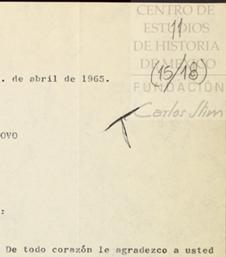 CENTRO DE
ESTUDIOS
DE HISTORIA
DE MÉXICO
FUNDACIÓN
Carlos Slim
11
(15/18)
. de abril de 1965.
OVO
:
De todo corazón le agradezco a usted